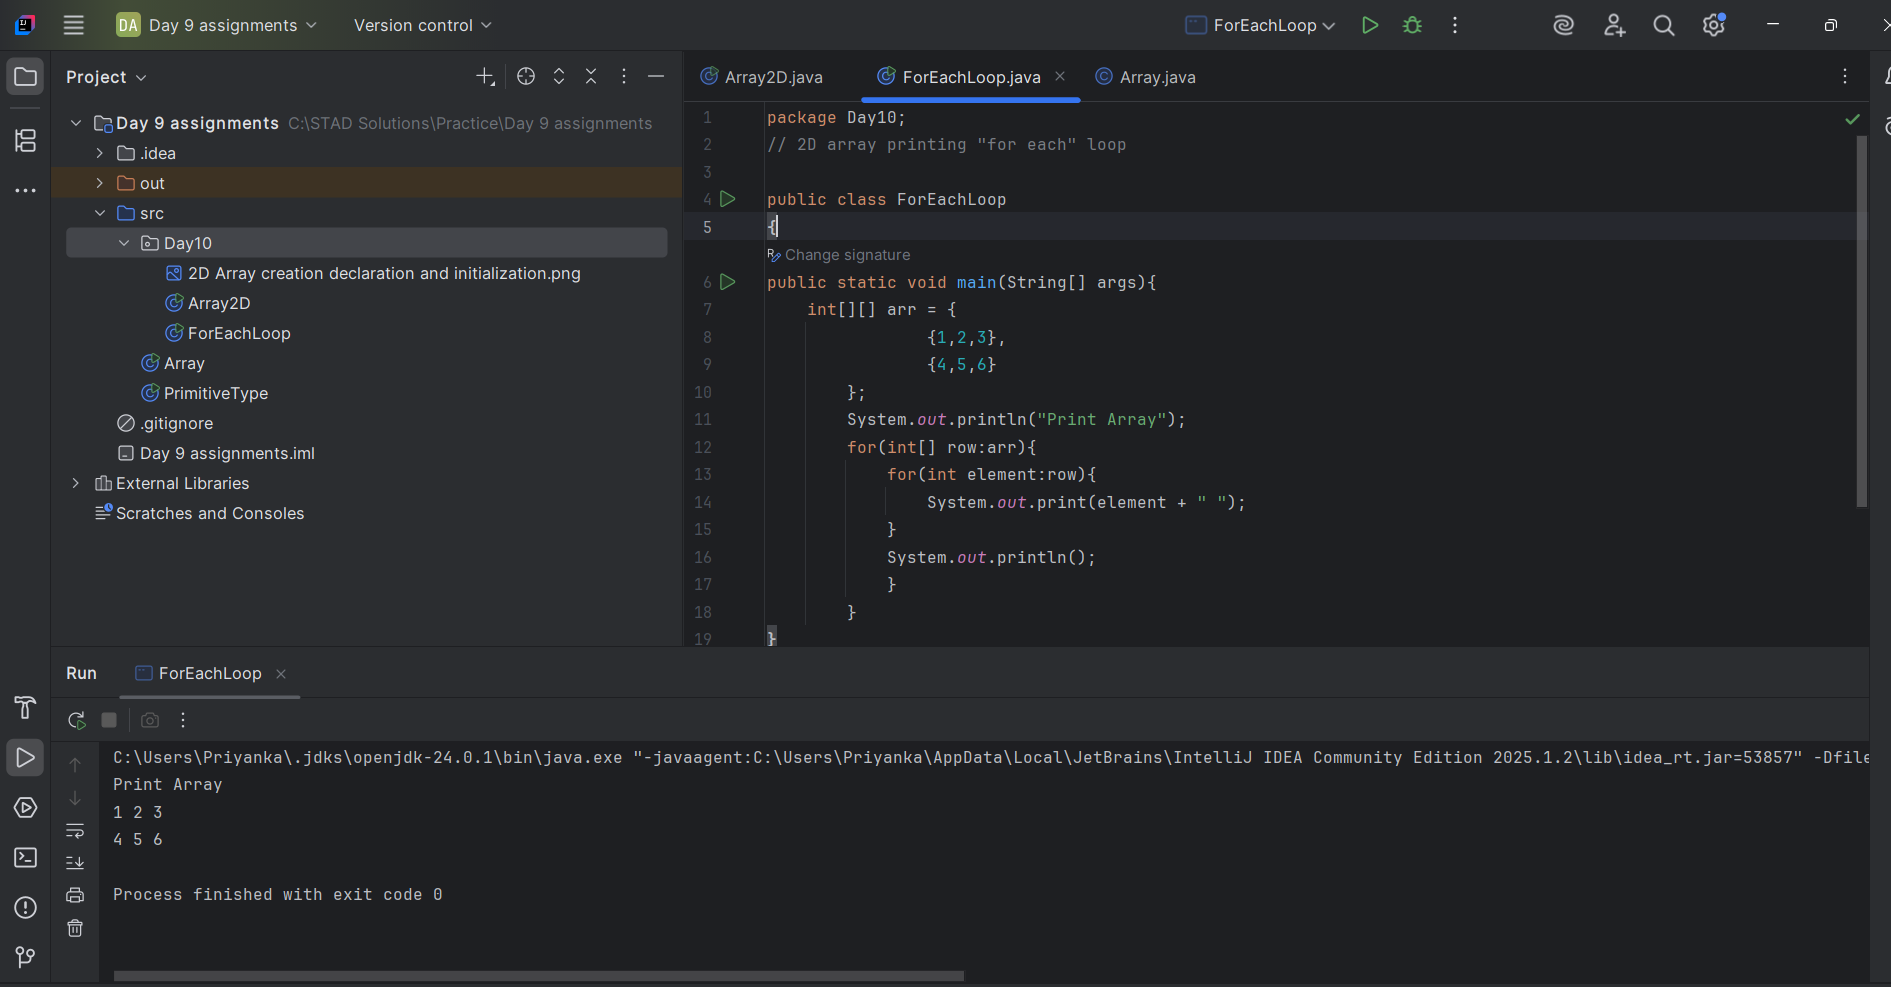 DA Day 9 assignments
Version control
ForEachLoop
Project
Day 9 assignments C:\STAD Solutions\Practice\Day 9 assignments
.idea
out
src
Day10
2D Array creation declaration and initialization.png
Array2D
ForEachLoop
Array
PrimitiveType
.gitignore
Day 9 assignments.iml
External Libraries
Scratches and Consoles
Array2D.java
ForEachLoop.java
Array.java
1 package Day10;
2 // 2D array printing "for each" loop
3
4 public class ForEachLoop
5 {
Change signature
6 public static void main(String[] args){
7 int[][] arr = {
8 {1,2,3},
9 {4,5,6}
10 };
11 System.out.println("Print Array");
12 for(int[] row:arr){
13 for(int element:row){
14 System.out.print(element + " ");
15 }
16 System.out.println();
17 }
18 }
19 }
Run
ForEachLoop
C:\Users\Priyanka\.jdks\openjdk-24.0.1\bin\java.exe "-javaagent:C:\Users\Priyanka\AppData\Local\JetBrains\IntelliJ IDEA Community Edition 2025.1.2\lib\idea_rt.jar=53857" -Dfile
Print Array
1 2 3
4 5 6
Process finished with exit code 0